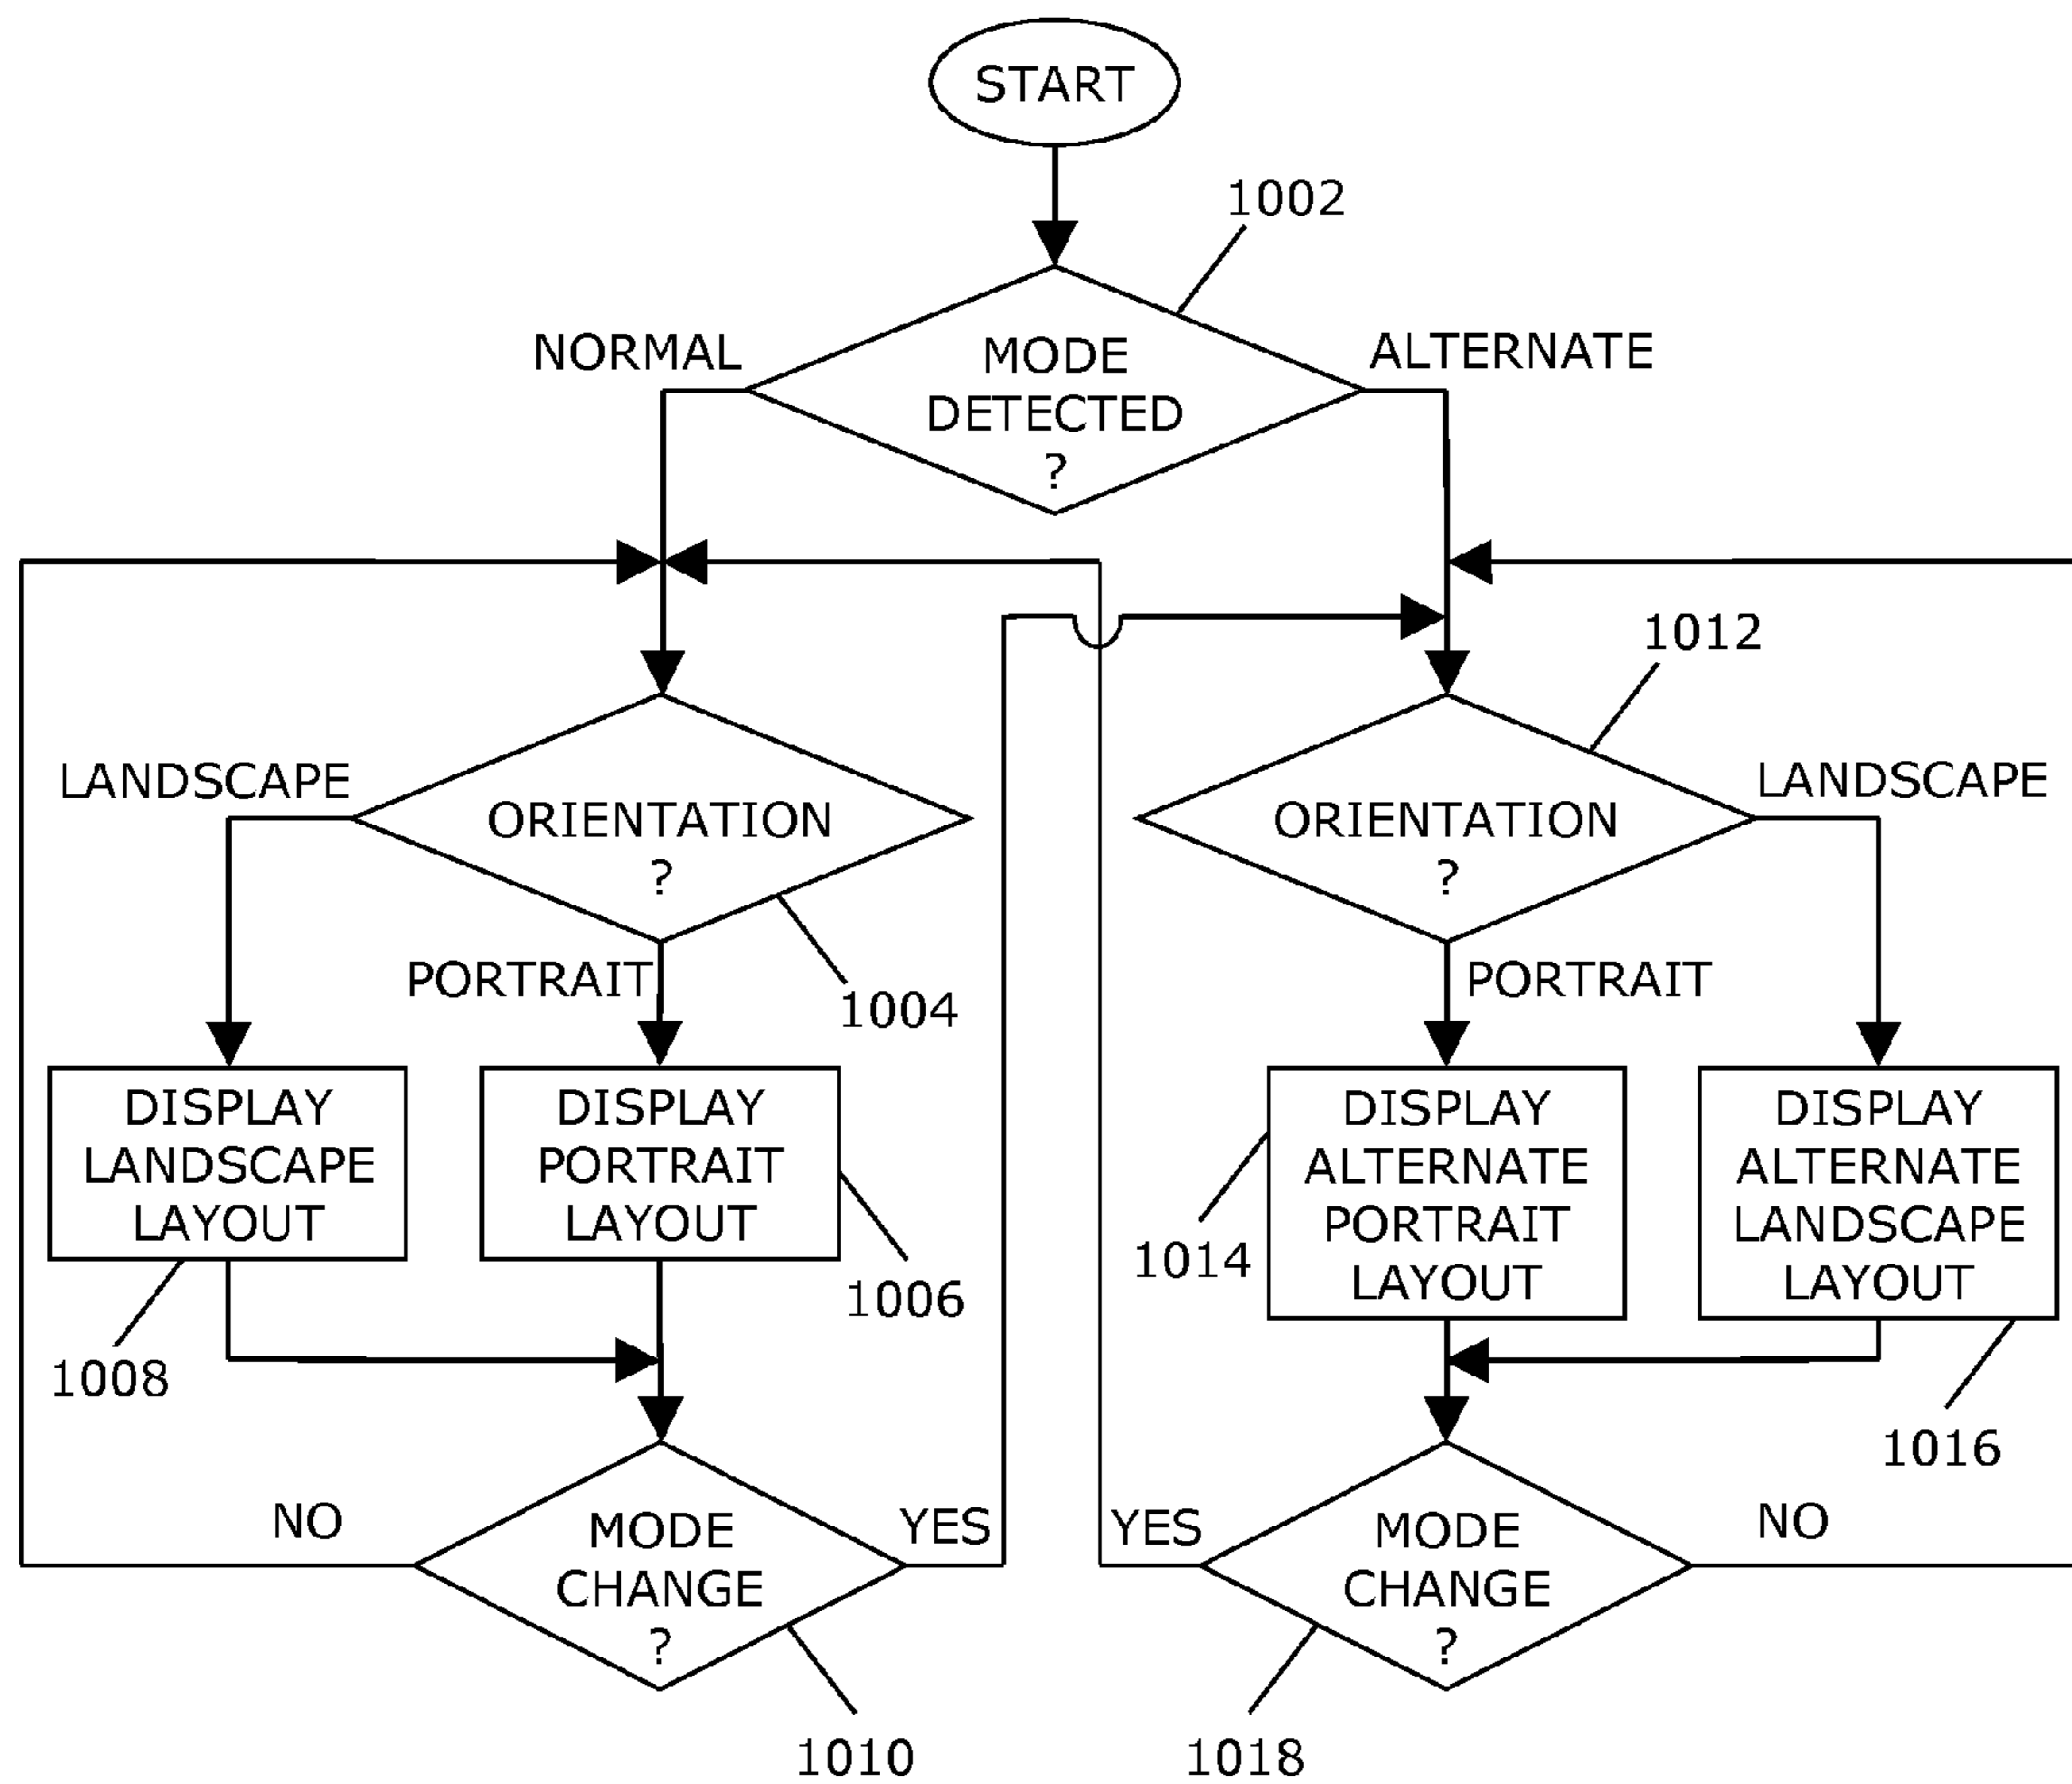 START
1002
NORMAL
ALTERNATE
MODE
DETECTED
?
1012
LANDSCAPE
ORIENTATION
?
ORIENTATION
?
LANDSCAPE
PORTRAIT
1004
PORTRAIT
DISPLAY
LANDSCAPE
LAYOUT
DISPLAY
PORTRAIT
LAYOUT
DISPLAY
ALTERNATE
PORTRAIT
LAYOUT
DISPLAY
ALTERNATE
LANDSCAPE
LAYOUT
1008
1006
1014
1016
NO
MODE
CHANGE
?
YES
YES
MODE
CHANGE
?
NO
1010
1018